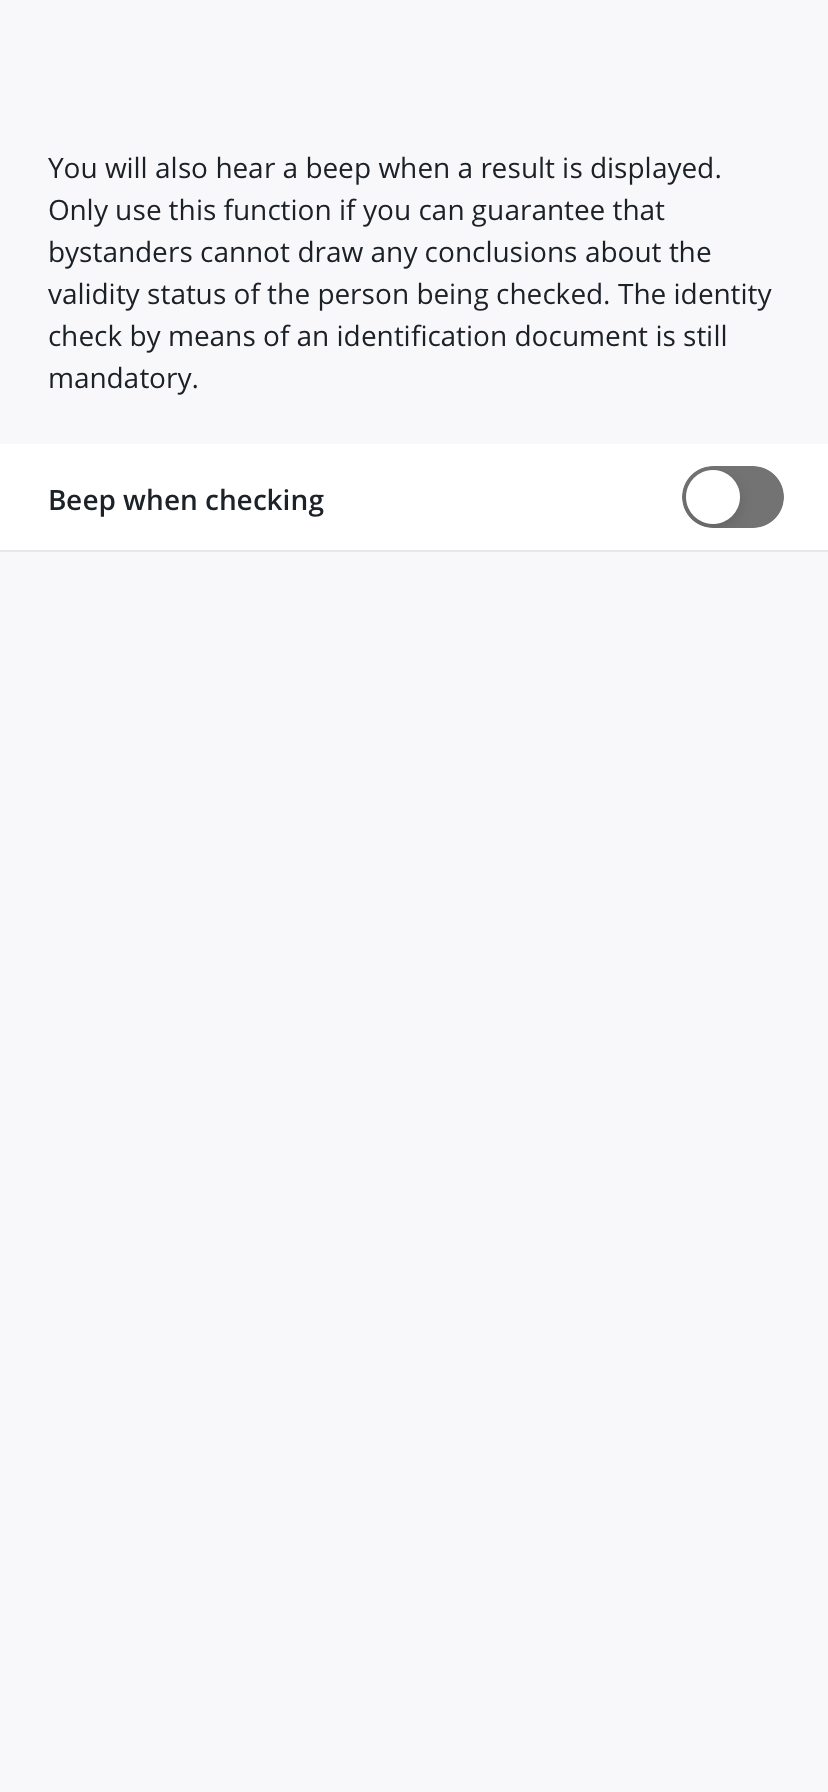 You will also hear a beep when a result is displayed.
Only use this function if you can guarantee that
bystanders cannot draw any conclusions about the
validity status of the person being checked. The identity
check by means of an identification document is still
mandatory.
Beep when checking